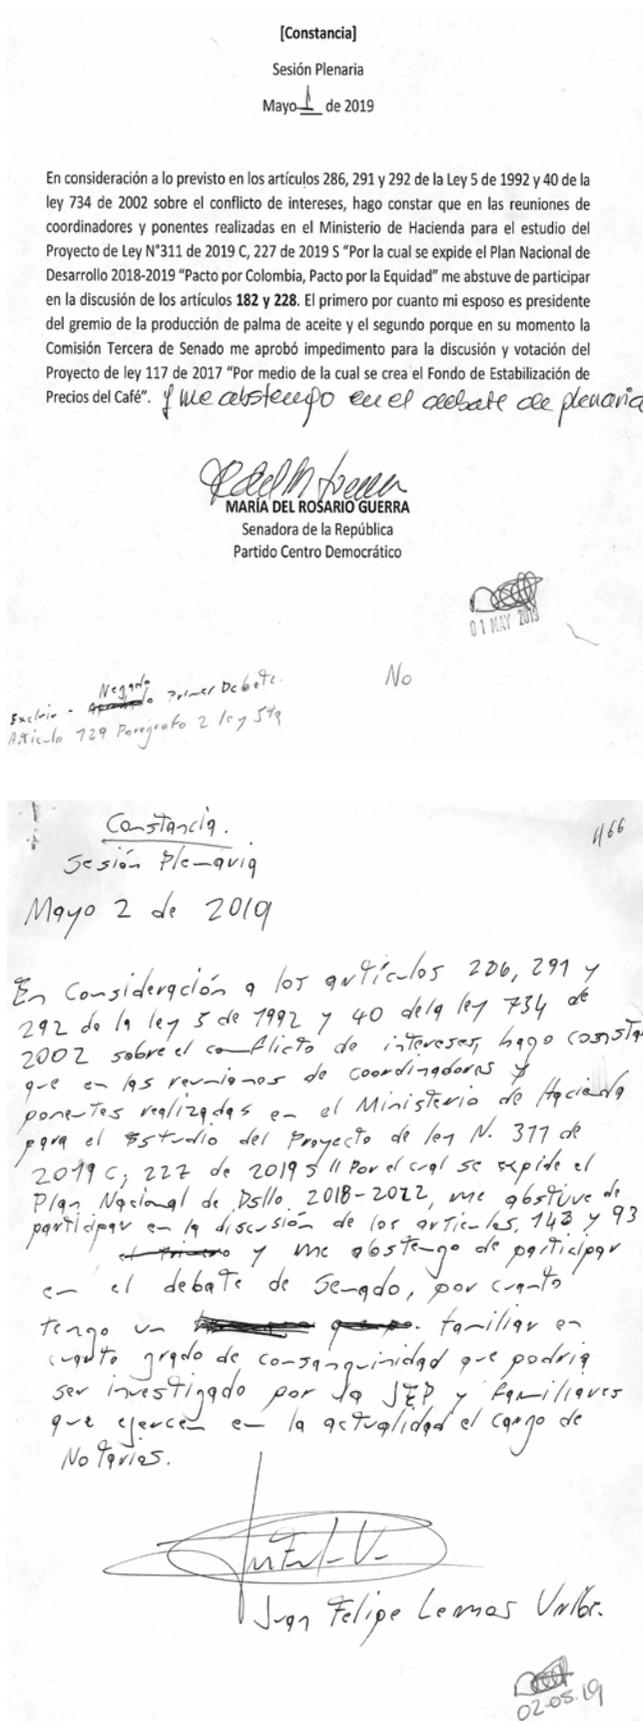 [Constancia]
Sesión Plenaria
Mayo 1 de 2019
En consideración a lo previsto en los artículos 286, 291 y 292 de la Ley 5 de 1992 y 40 de la
ley 734 de 2002 sobre el conflicto de intereses, hago constar que en las reuniones de
coordinadores y ponentes realizadas en el Ministerio de Hacienda para el estudio del
Proyecto de Ley N°311 de 2019 C, 227 de 2019 S "Por la cual se expide el Plan Nacional de
Desarrollo 2018-2019 "Pacto por Colombia, Pacto por la Equidad" me abstuve de participar
en la discusión de los artículos 182 y 228. El primero por cuanto mi esposo es presidente
del gremio de la producción de palma de aceite y el segundo porque en su momento la
Comisión Tercera de Senado me aprobó impedimento para la discusión y votación del
Proyecto de ley 117 de 2017 "Por medio de la cual se crea el Fondo de Estabilización de
Precios del Café". y me abstengo en el debate de plenaria
MARÍA DEL ROSARIO GUERRA
Senadora de la República
Partido Centro Democrático
01 MAY 2019
No
Negado
Excluir - Primer Debate.
Artículo 129 Paragrafo 2 ley 5ta
Constancia.
466
Sesión Plenaria
Mayo 2 de 2019
En Consideración a los artículos 286, 291 y
292 de la ley 5 de 1992 y 40 de la ley 734 de
2002 sobre el conflicto de intereses, hago consta
que en las reuniones de coordinadores y
ponentes realizadas en el Ministerio de Hacienda
para el Estudio del Proyecto de ley N. 311 de
2019 C, 227 de 2019 S "Por el cual se expide el
Plan Nacional de Dsllo. 2018-2022, me abstuve de
participar en la discusión de los articulos, 143 y 93
y me abstengo de participar
en el debate de Senado, por cuanto
tengo un familiar en
cuarto grado de consanguinidad que podria
ser investigado por la JEP y familiares
que ejercen en la actualidad el cargo de
Notarios.
Juan Felipe Lemos Uribe.
02-05-19